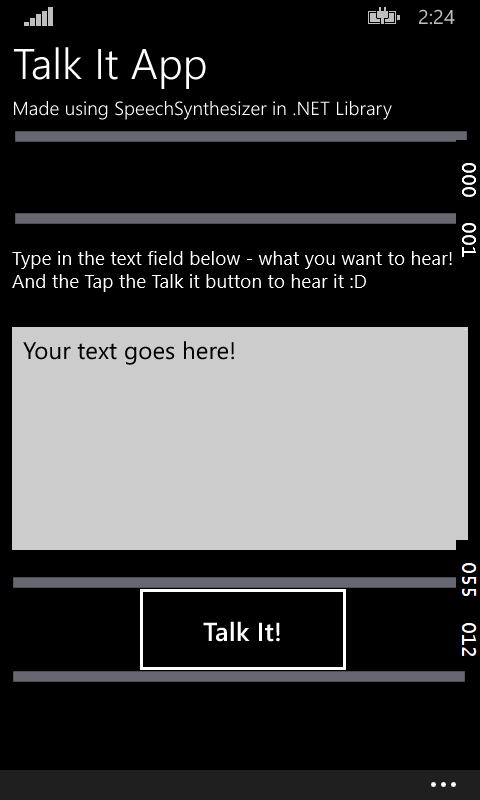 2:24
Talk It App
Made using SpeechSynthesizer in .NET Library
000
001
Type in the text field below - what you want to hear!
And the Tap the Talk it button to hear it :D
Your text goes here!
055
012
Talk It!